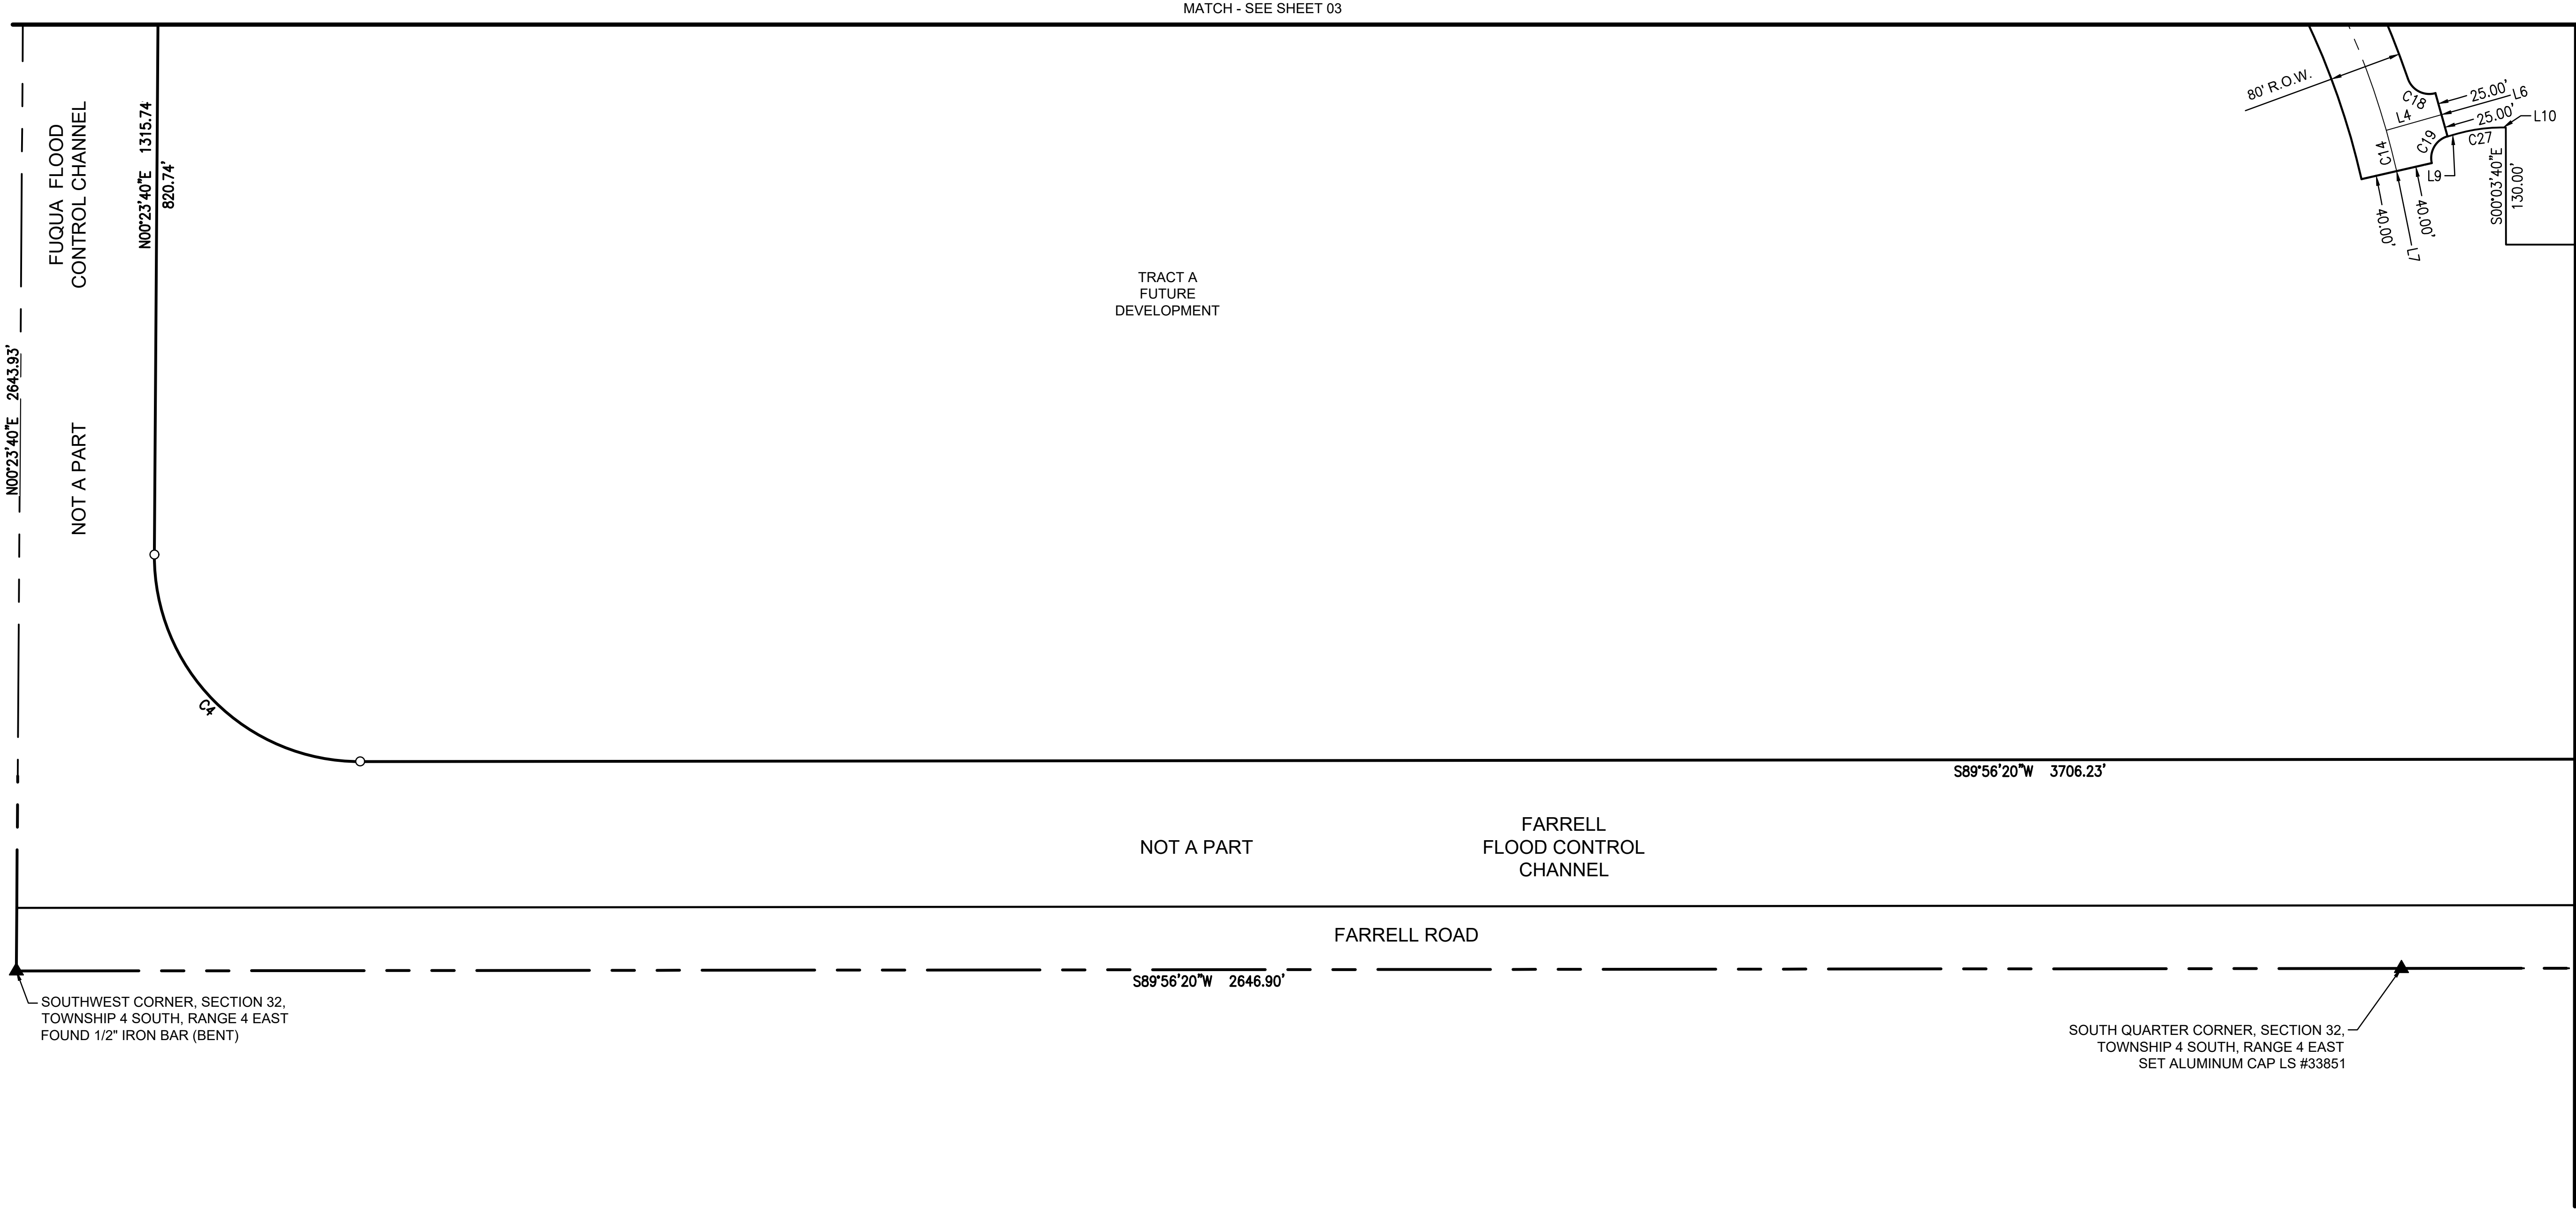 MATCH - SEE SHEET 03
FUQUA FLOOD
CONTROL CHANNEL
NOT A PART
N00°23'40"E 2643.93'
N00°23'40"E 1315.74
820.74'
TRACT A
FUTURE
DEVELOPMENT
80' R.O.W.
C18
25.00'
L6
L4
25.00'
L10
C19
C27
C14
L9
S00°03'40"E
130.00'
40.00'
40.00'
L7
C4
S89°56'20"W 3706.23'
NOT A PART
FARRELL
FLOOD CONTROL
CHANNEL
FARRELL ROAD
S89°56'20"W 2646.90'
SOUTHWEST CORNER, SECTION 32,
TOWNSHIP 4 SOUTH, RANGE 4 EAST
FOUND 1/2" IRON BAR (BENT)
SOUTH QUARTER CORNER, SECTION 32,
TOWNSHIP 4 SOUTH, RANGE 4 EAST
SET ALUMINUM CAP LS #33851